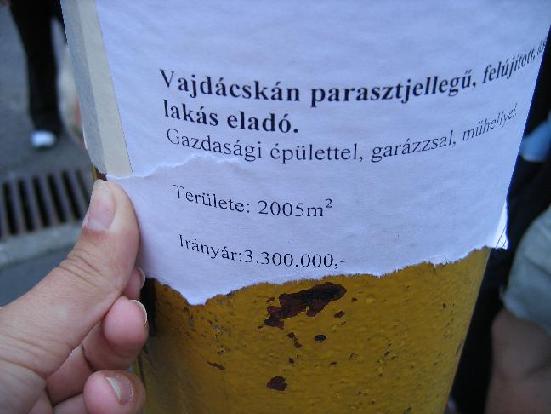 Vajdácskán parasztjellegű, felújított,
lakás eladó.
Gazdasági épülettel, garázzsal, műhellyel
Területe: 2005m²
Irányár:3.300.000,-